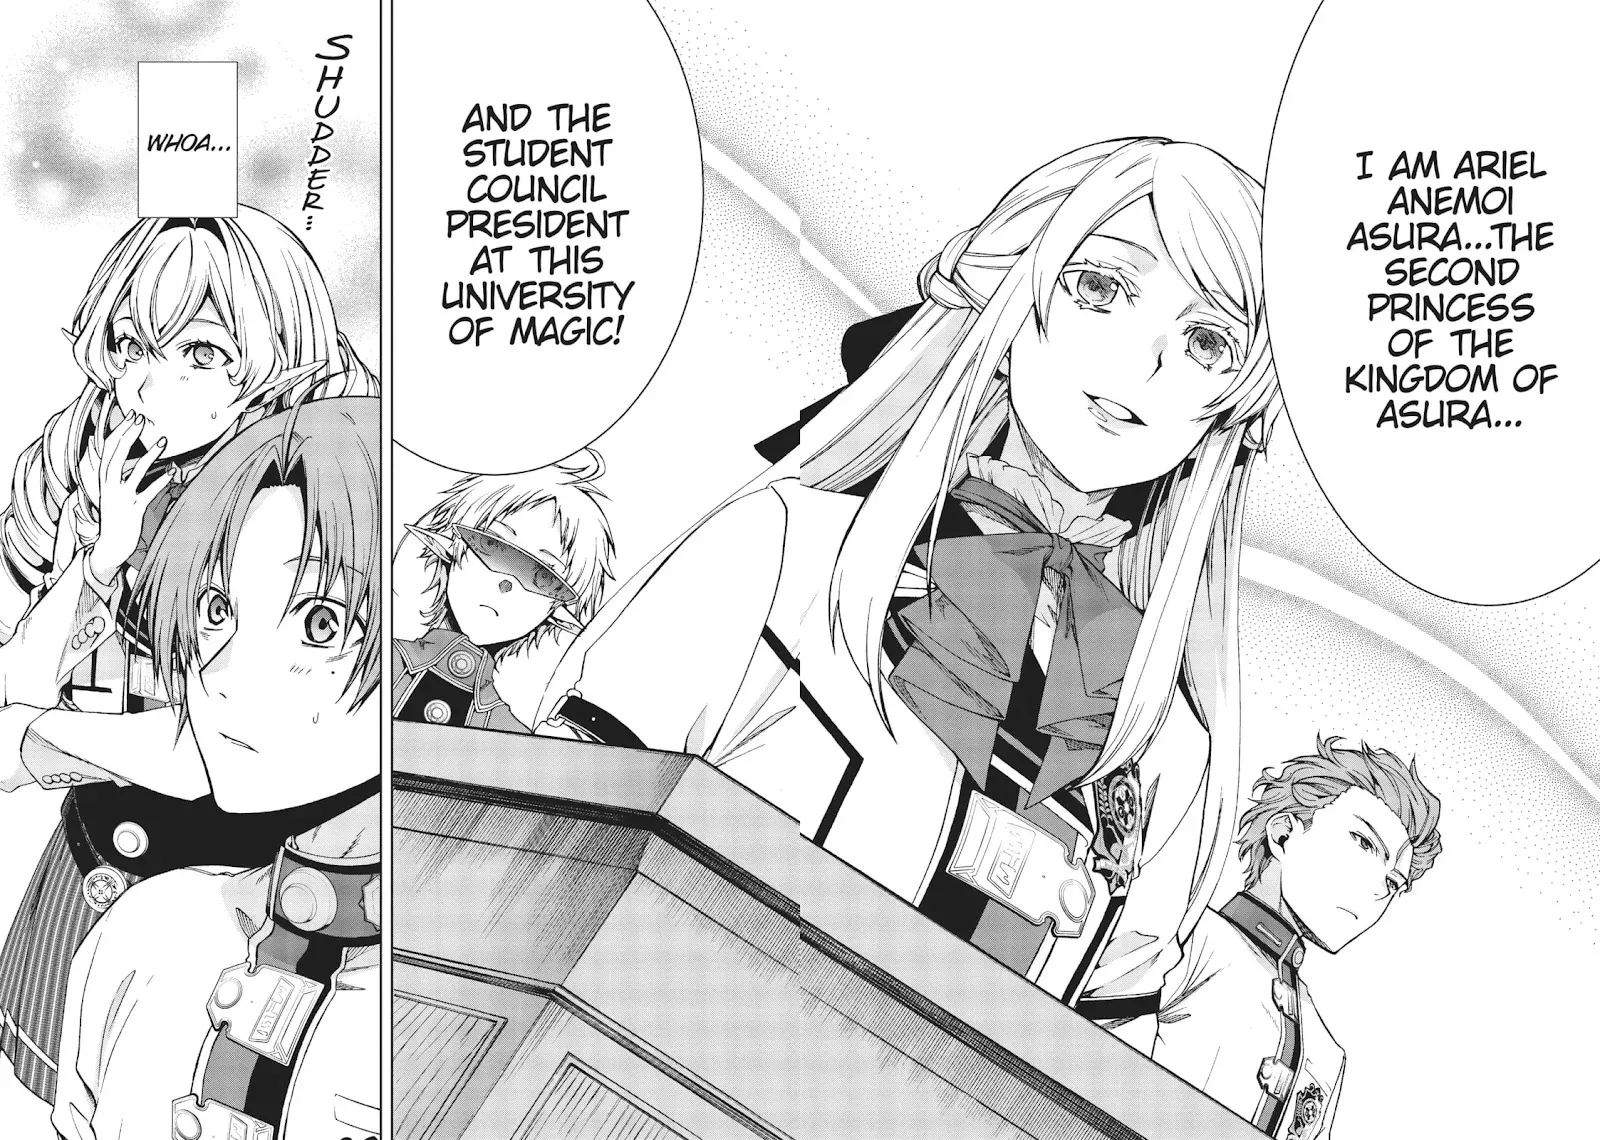 I AM ARIEL
ANEMOI
ASURA...THE
SECOND
PRINCESS
OF THE
KINGDOM OF
ASURA...
AND THE
STUDENT
COUNCIL
PRESIDENT
AT THIS
UNIVERSITY
OF MAGIC!
SHUDDER...
WHOA...